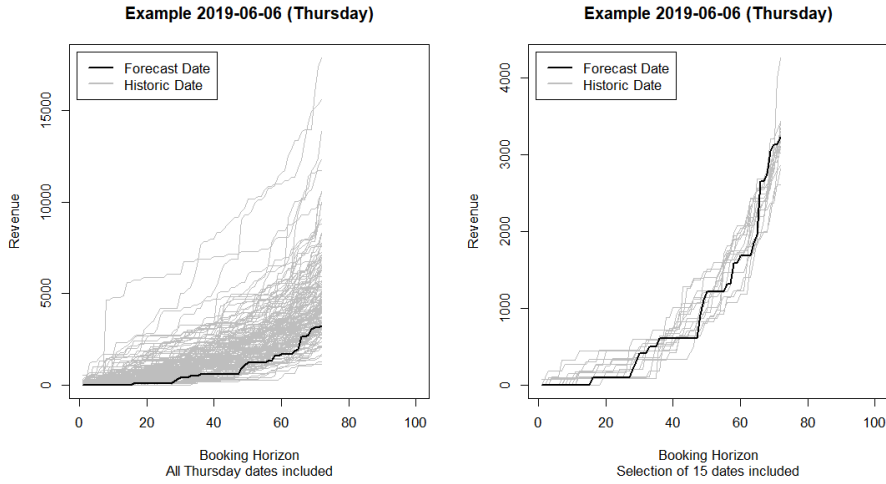 Example 2019-06-06 (Thursday)
Forecast Date
Historic Date
Revenue
15000
10000
5000
0
0 20 40 60 80 100
Booking Horizon
All Thursday dates included
Example 2019-06-06 (Thursday)
Forecast Date
Historic Date
Revenue
4000
3000
2000
1000
0
0 20 40 60 80 100
Booking Horizon
Selection of 15 dates included